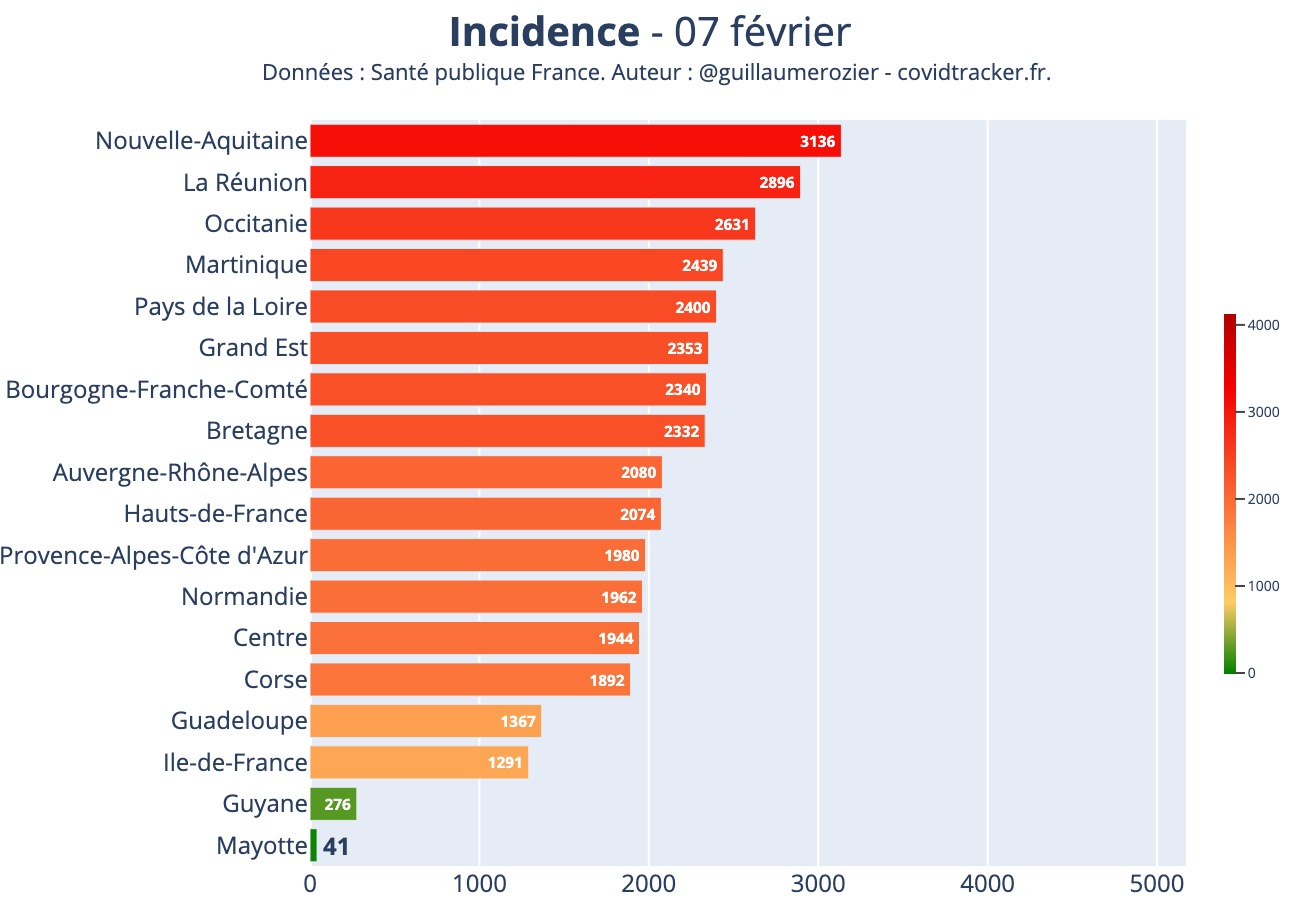 Incidence - 07 février
Données : Santé publique France. Auteur : @guillaumerozier - covidtracker.fr.
Nouvelle-Aquitaine 3136
La Réunion 2896
Occitanie 2631
Martinique 2439
Pays de la Loire 2400
Grand Est 2353
Bourgogne-Franche-Comté 2340
Bretagne 2332
Auvergne-Rhône-Alpes 2080
Hauts-de-France 2074
Provence-Alpes-Côte d'Azur 1980
Normandie 1962
Centre 1944
Corse 1892
Guadeloupe 1367
Ile-de-France 1291
Guyane 276
Mayotte 41
0 1000 2000 3000 4000 5000
4000
3000
2000
1000
0